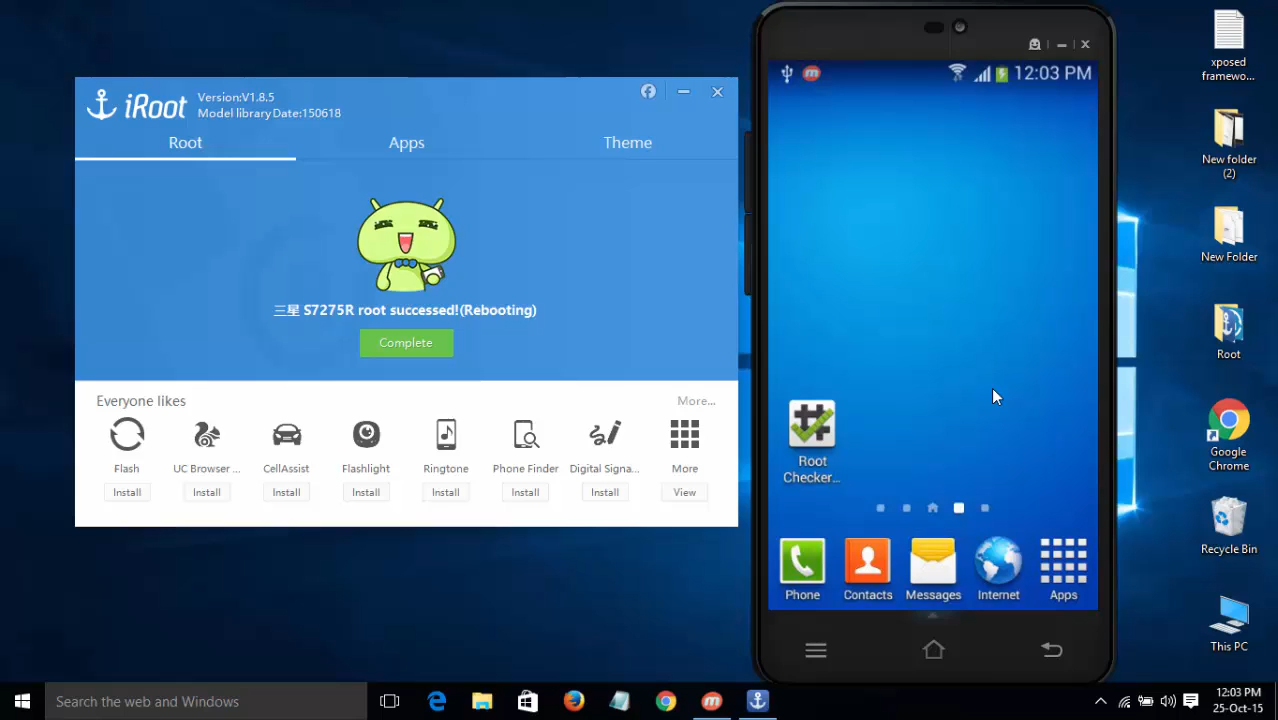 iRoot
Version:V1.8.5
Model libraryDate:150618
Root
Apps
Theme
三星 S7275R root successed!(Rebooting)
Complete
Everyone likes
More...
Flash
UC Browser ...
CellAssist
Flashlight
Ringtone
Phone Finder
Digital Signa...
More
Install
Install
Install
Install
Install
Install
Install
View
12:03 PM
Root
Checker...
Phone
Contacts
Messages
Internet
Apps
xposed
framewo...
New folder
(2)
New Folder
Root
Google
Chrome
Recycle Bin
This PC
Search the web and Windows
12:03 PM
25-Oct-15